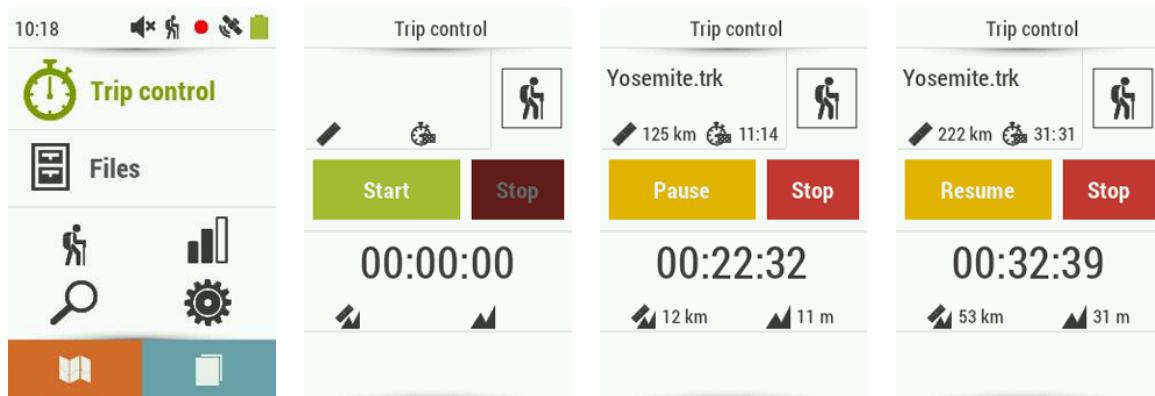 10:18
Trip control
Files
Trip control
Start Stop
00:00:00
Trip control
Yosemite.trk
125 km 11:14
Pause Stop
00:22:32
12 km 11 m
Trip control
Yosemite.trk
222 km 31:31
Resume Stop
00:32:39
53 km 31 m